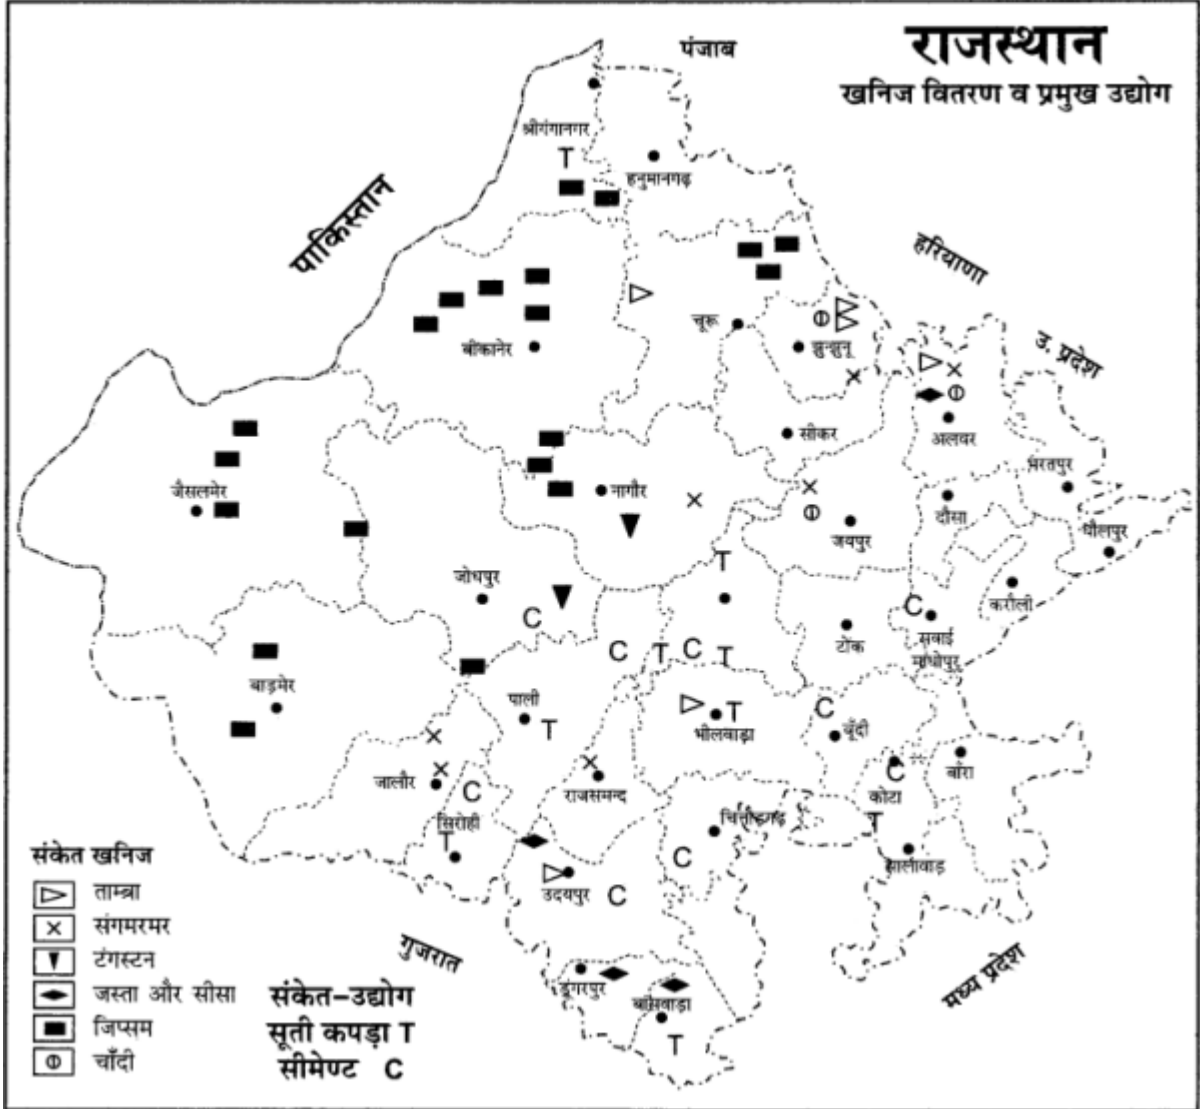 राजस्थान
खनिज वितरण व प्रमुख उद्योग
पंजाब
पाकिस्तान
हरियाणा
उ. प्रदेश
श्रीगंगानगर
T
हनुमानगढ़
चूरू
बीकानेर
झुन्झुनू
सीकर
अलवर
भरतपुर
जैसलमेर
नागौर
जयपुर
दौसा
धौलपुर
T
जोधपुर
C
करौली
C
सवाई
माधोपुर
टोंक
C
T
C
T
बाड़मेर
पाली
T
T
भीलवाड़ा
C
बूँदी
C
कोटा
बाँरा
जालौर
C
राजसमन्द
सिरोही
T
चित्तौड़गढ़
T
झालावाड़
C
उदयपुर
C
गुजरात
मध्य प्रदेश
डूंगरपुर
बाँसवाड़ा
T
संकेत खनिज
ताम्बा
संगमरमर
टंगस्टन
जस्ता और सीसा
जिप्सम
चाँदी
संकेत-उद्योग
सूती कपड़ा T
सीमेण्ट C